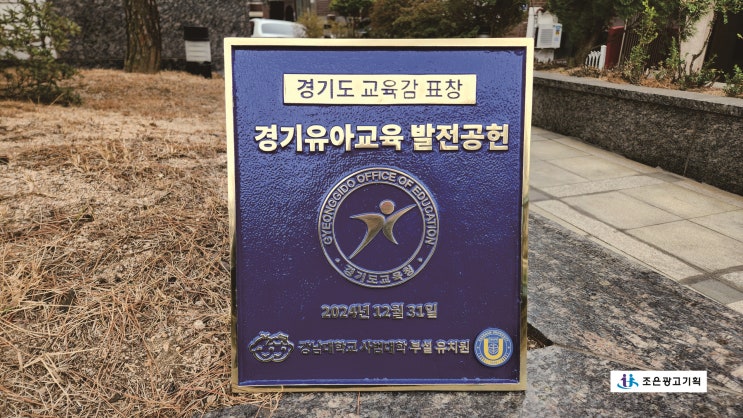 경기도 교육감 표창
경기유아교육 발전공헌
GYEONGGIDO OFFICE OF EDUCATION
경기도교육청
2024년 12월 31일
강남대학교 사범대학 부설 유치원
조은광고기획